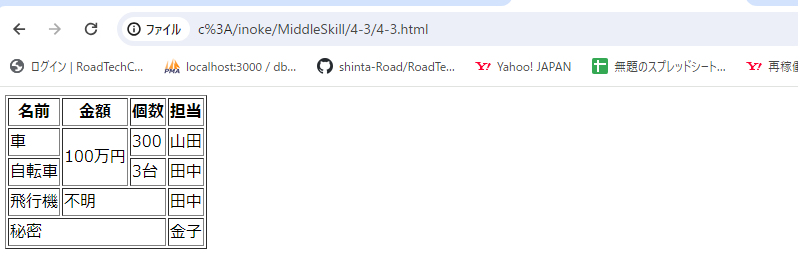 ファイル c%3A/inoke/MiddleSkill/4-3/4-3.html
ログイン | RoadTechC... localhost:3000 / db... shinta-Road/RoadTe... Yahoo! JAPAN 無題のスプレッドシート... 再稼働
名前 金額 個数 担当
車 100万円 300 山田
自転車 3台 田中
飛行機 不明 田中
秘密 金子